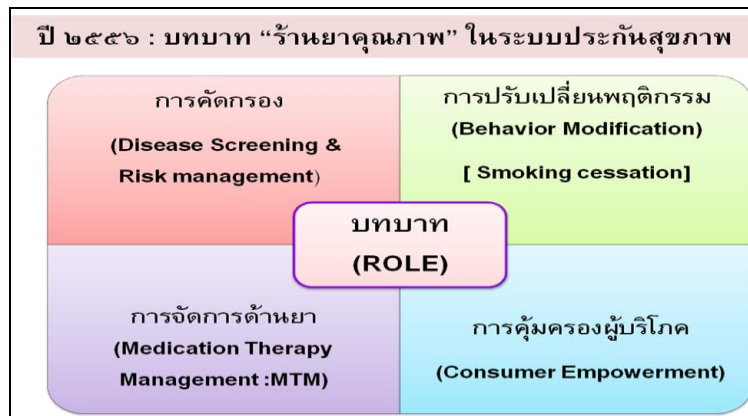 ปี ๒๕๕๖ : บทบาท “ร้านยาคุณภาพ” ในระบบประกันสุขภาพ
การคัดกรอง
(Disease Screening &
Risk management)
การปรับเปลี่ยนพฤติกรรม
(Behavior Modification)
[ Smoking cessation]
บทบาท
(ROLE)
การจัดการด้านยา
(Medication Therapy
Management :MTM)
การคุ้มครองผู้บริโภค
(Consumer Empowerment)